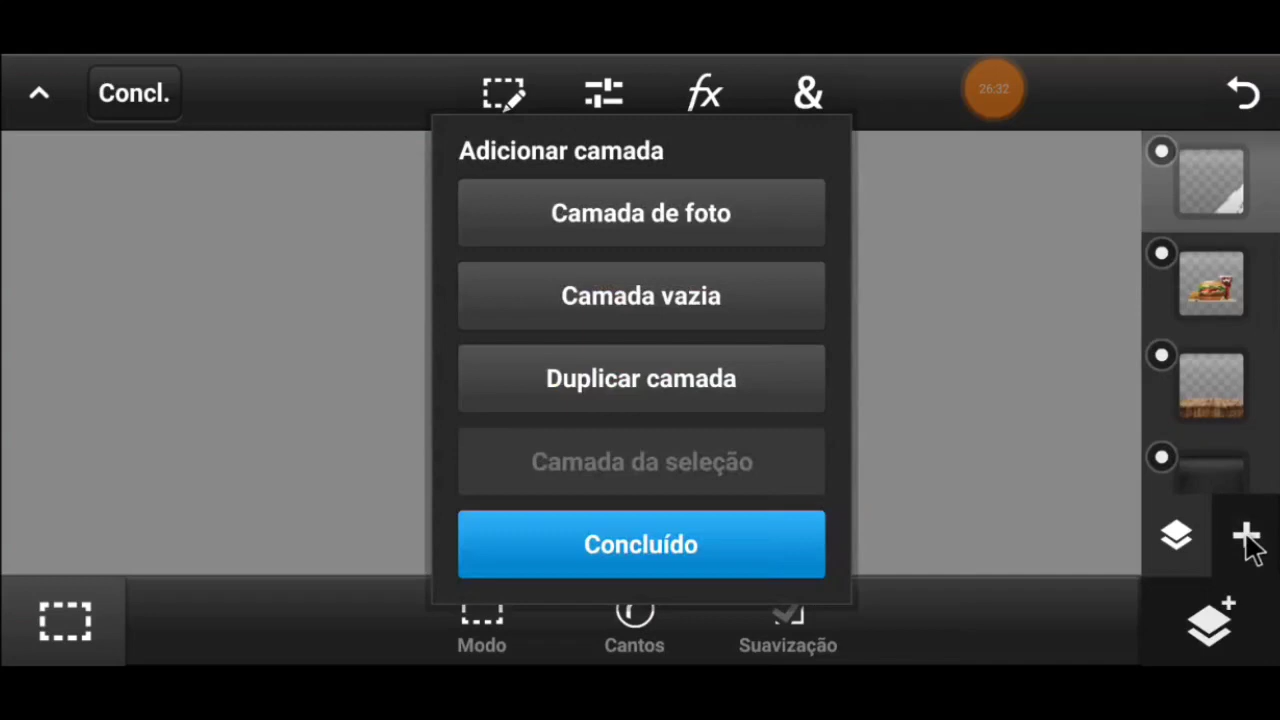 Concl.
fx
&
26:32
Adicionar camada
Camada de foto
Camada vazia
Duplicar camada
Camada da seleção
Concluído
Modo
Cantos
Suavização